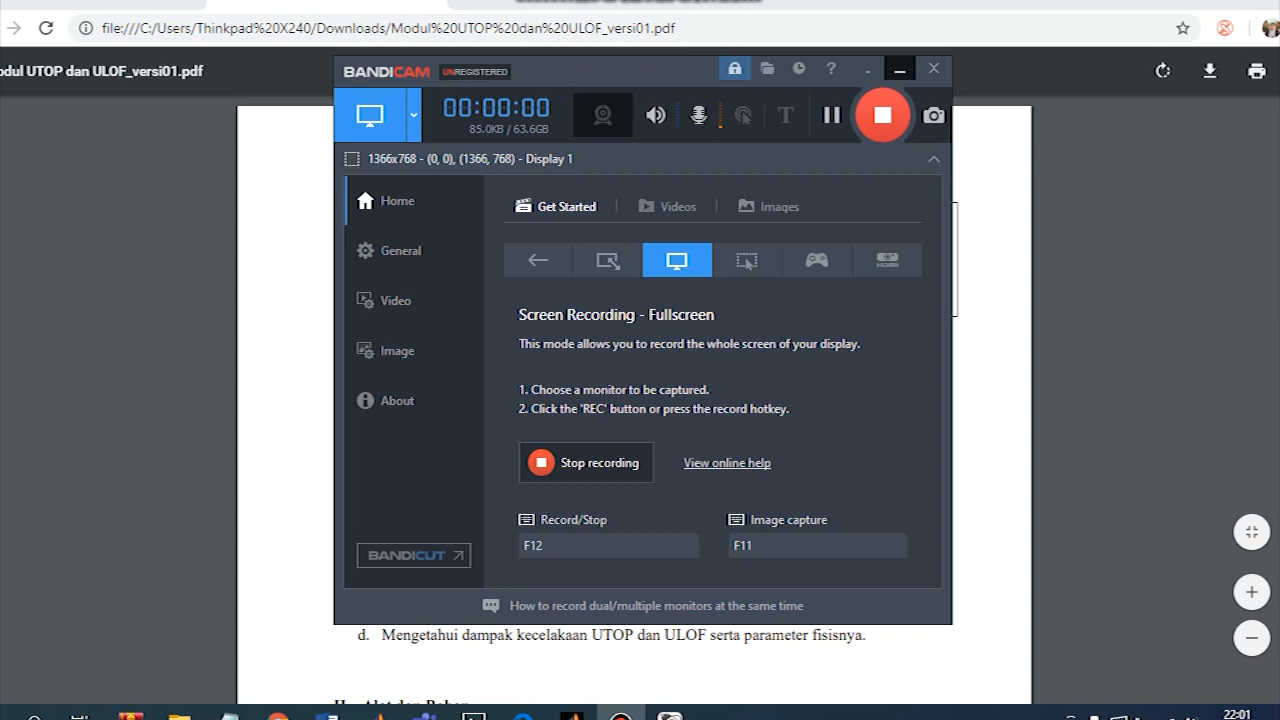 file:///C:/Users/Thinkpad%20X240/Downloads/Modul%20UTOP%20dan%20ULOF_versi01.pdf
odul UTOP dan ULOF_versi01.pdf
BANDICAM UNREGISTERED
?
00:00:00
85.0KB / 63.6GB
T
1366x768 - (0, 0), (1366, 768) - Display 1
Home
General
Video
Image
About
BANDICUT
Get Started
Videos
Images
HDMI
Screen Recording - Fullscreen
This mode allows you to record the whole screen of your display.
1. Choose a monitor to be captured.
2. Click the 'REC' button or press the record hotkey.
Stop recording
View online help
Record/Stop
Image capture
F12
F11
How to record dual/multiple monitors at the same time
d. Mengetahui dampak kecelakaan UTOP dan ULOF serta parameter fisisnya.
22:01